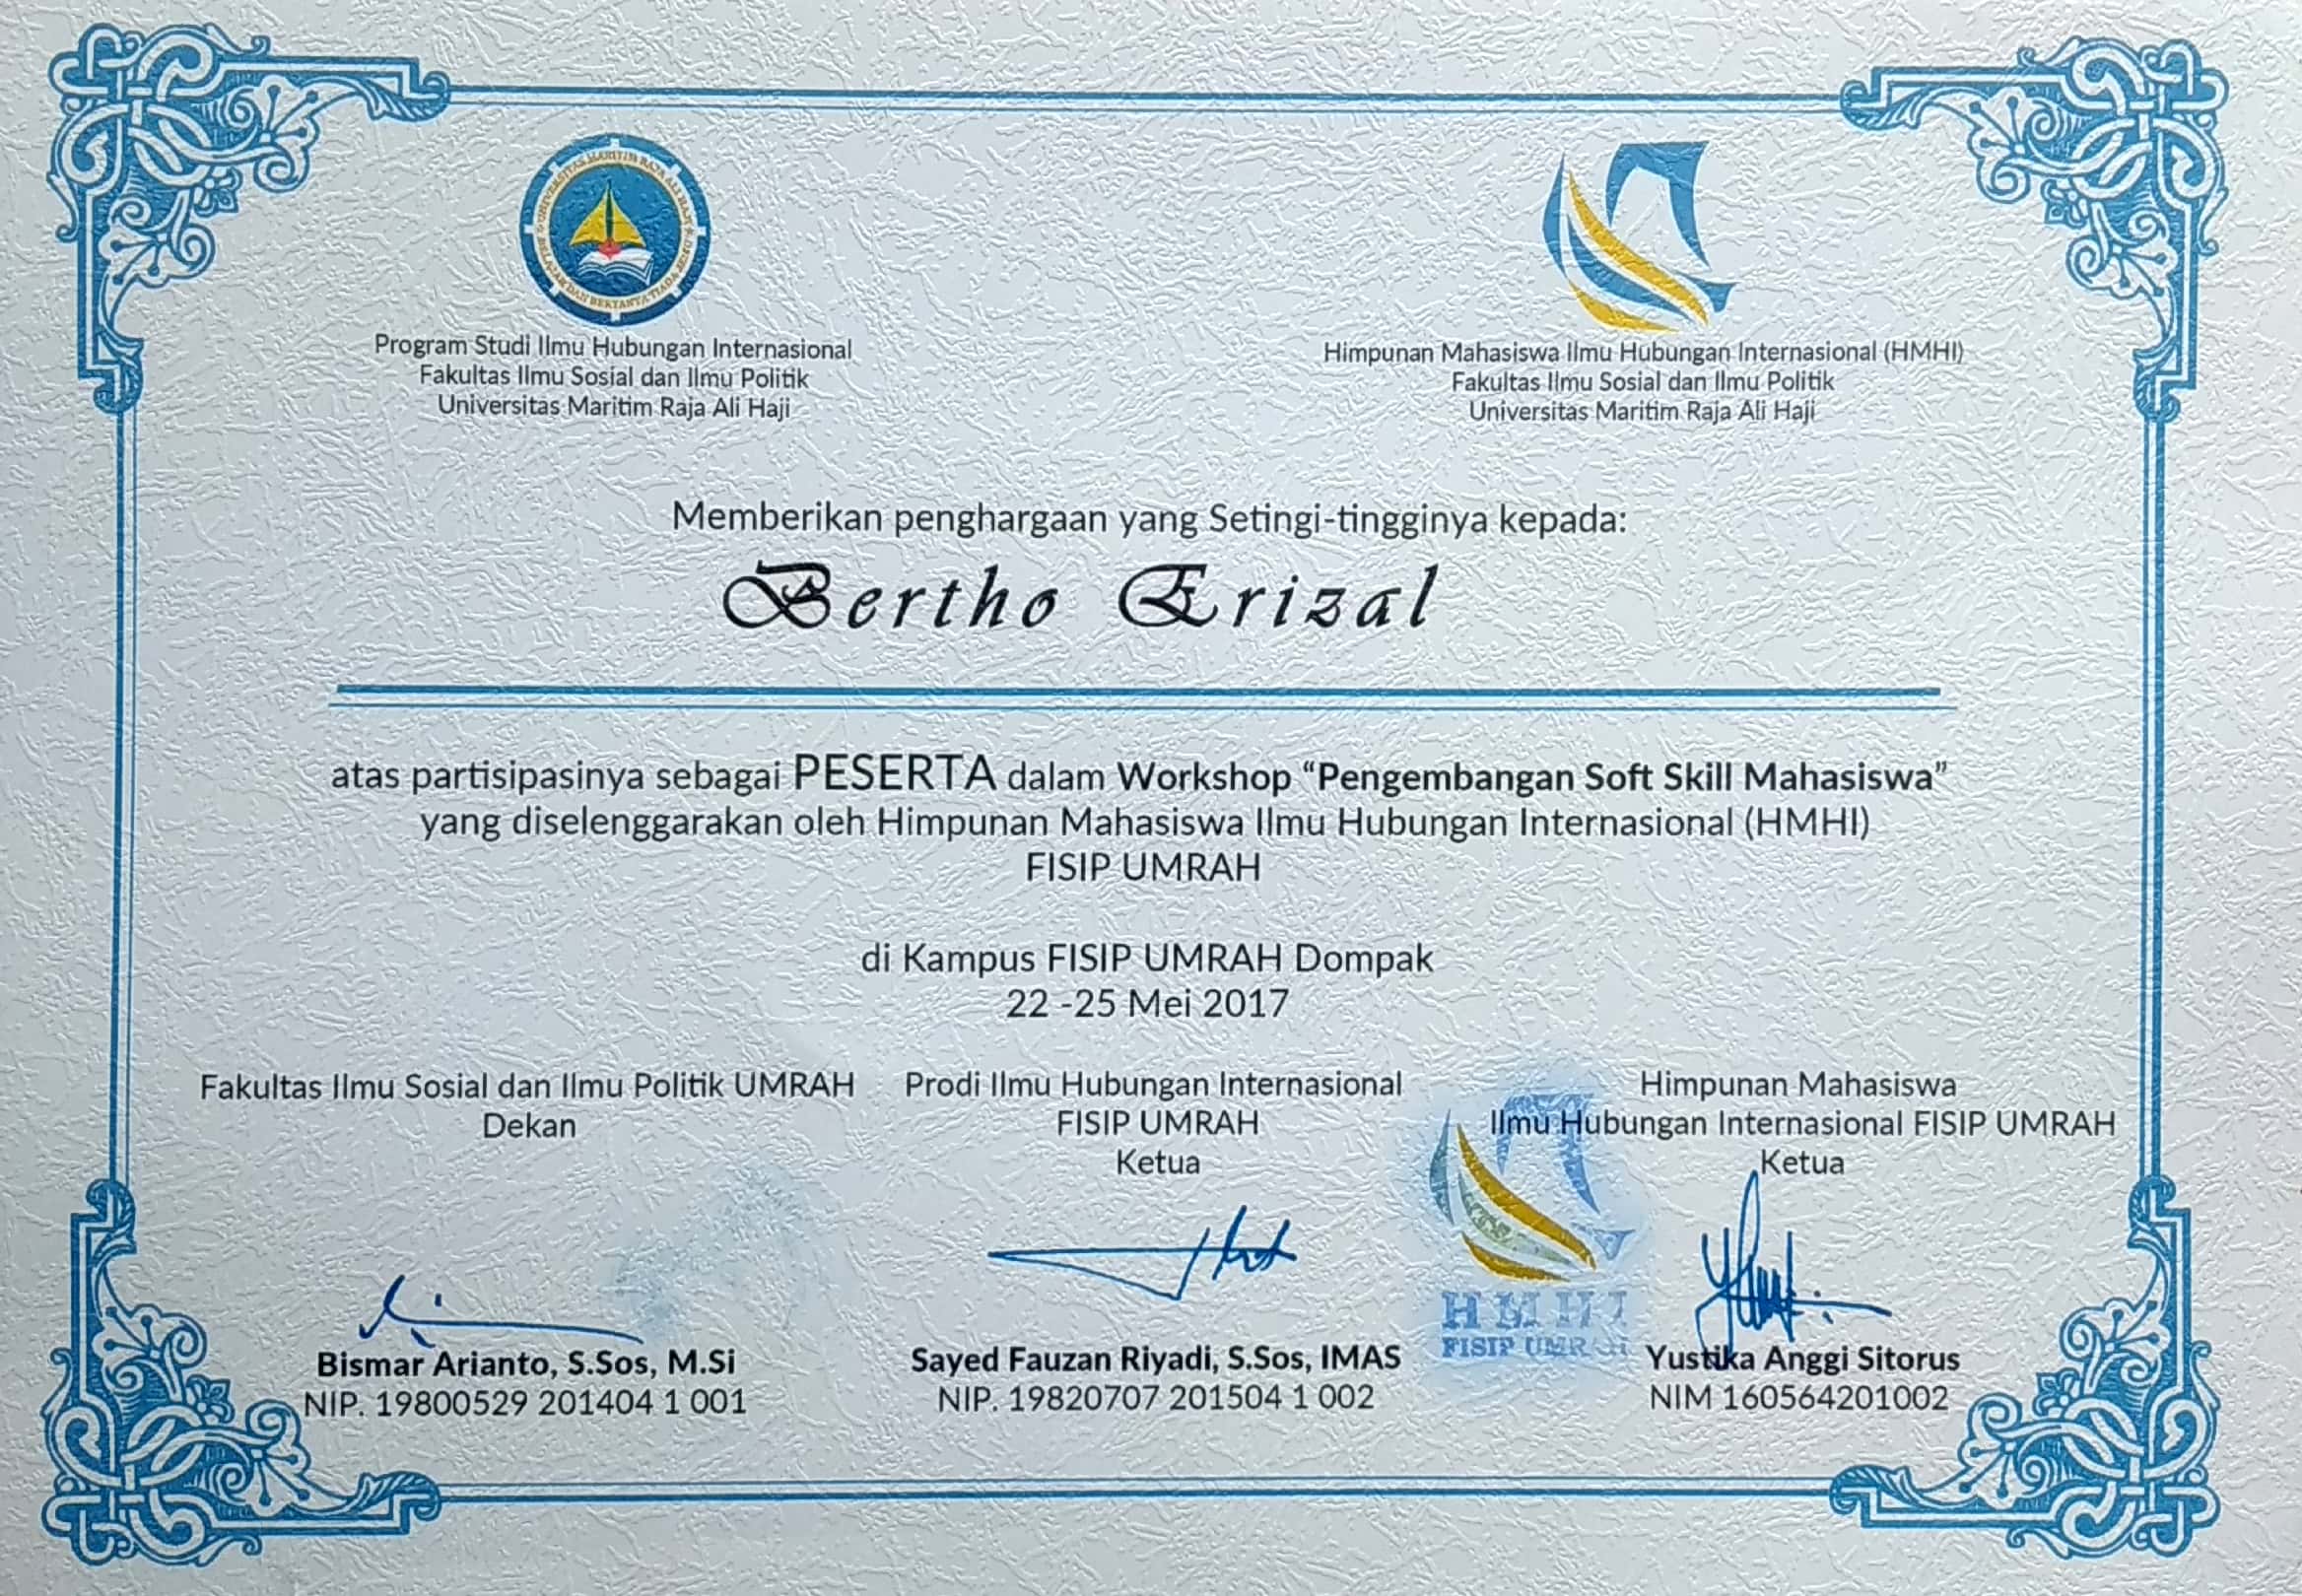 UNIVERSITAS MARITIM RAJA ALI HAJI
DAN BERTANYA TIADA
Program Studi Ilmu Hubungan Internasional
Fakultas Ilmu Sosial dan Ilmu Politik
Universitas Maritim Raja Ali Haji
Himpunan Mahasiswa Ilmu Hubungan Internasional (HMHI)
Fakultas Ilmu Sosial dan Ilmu Politik
Universitas Maritim Raja Ali Haji
Memberikan penghargaan yang Setingi-tingginya kepada:
Bertho Erizal
atas partisipasinya sebagai PESERTA dalam Workshop “Pengembangan Soft Skill Mahasiswa”
yang diselenggarakan oleh Himpunan Mahasiswa Ilmu Hubungan Internasional (HMHI)
FISIP UMRAH
di Kampus FISIP UMRAH Dompak
22 -25 Mei 2017
Fakultas Ilmu Sosial dan Ilmu Politik UMRAH
Dekan
Bismar Arianto, S.Sos, M.Si
NIP. 19800529 201404 1 001
Prodi Ilmu Hubungan Internasional
FISIP UMRAH
Ketua
Sayed Fauzan Riyadi, S.Sos, IMAS
NIP. 19820707 201504 1 002
Himpunan Mahasiswa
Ilmu Hubungan Internasional FISIP UMRAH
Ketua
HMHI
FISIP UMRAH
Yustika Anggi Sitorus
NIM 160564201002